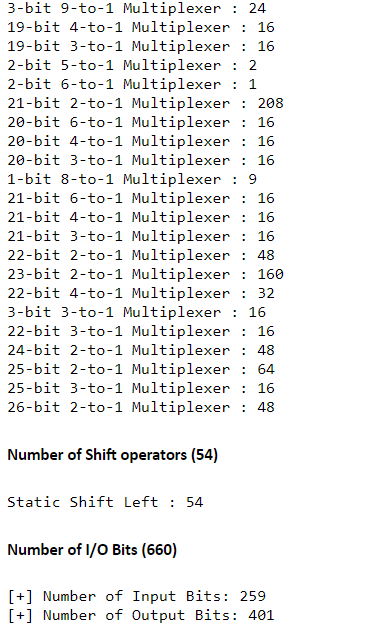 3-bit 9-to-1 Multiplexer : 24
19-bit 4-to-1 Multiplexer : 16
19-bit 3-to-1 Multiplexer : 16
2-bit 5-to-1 Multiplexer : 2
2-bit 6-to-1 Multiplexer : 1
21-bit 2-to-1 Multiplexer : 208
20-bit 6-to-1 Multiplexer : 16
20-bit 4-to-1 Multiplexer : 16
20-bit 3-to-1 Multiplexer : 16
1-bit 8-to-1 Multiplexer : 9
21-bit 6-to-1 Multiplexer : 16
21-bit 4-to-1 Multiplexer : 16
21-bit 3-to-1 Multiplexer : 16
22-bit 2-to-1 Multiplexer : 48
23-bit 2-to-1 Multiplexer : 160
22-bit 4-to-1 Multiplexer : 32
3-bit 3-to-1 Multiplexer : 16
22-bit 3-to-1 Multiplexer : 16
24-bit 2-to-1 Multiplexer : 48
25-bit 2-to-1 Multiplexer : 64
25-bit 3-to-1 Multiplexer : 16
26-bit 2-to-1 Multiplexer : 48
Number of Shift operators (54)
Static Shift Left : 54
Number of I/O Bits (660)
[+] Number of Input Bits: 259
[+] Number of Output Bits: 401